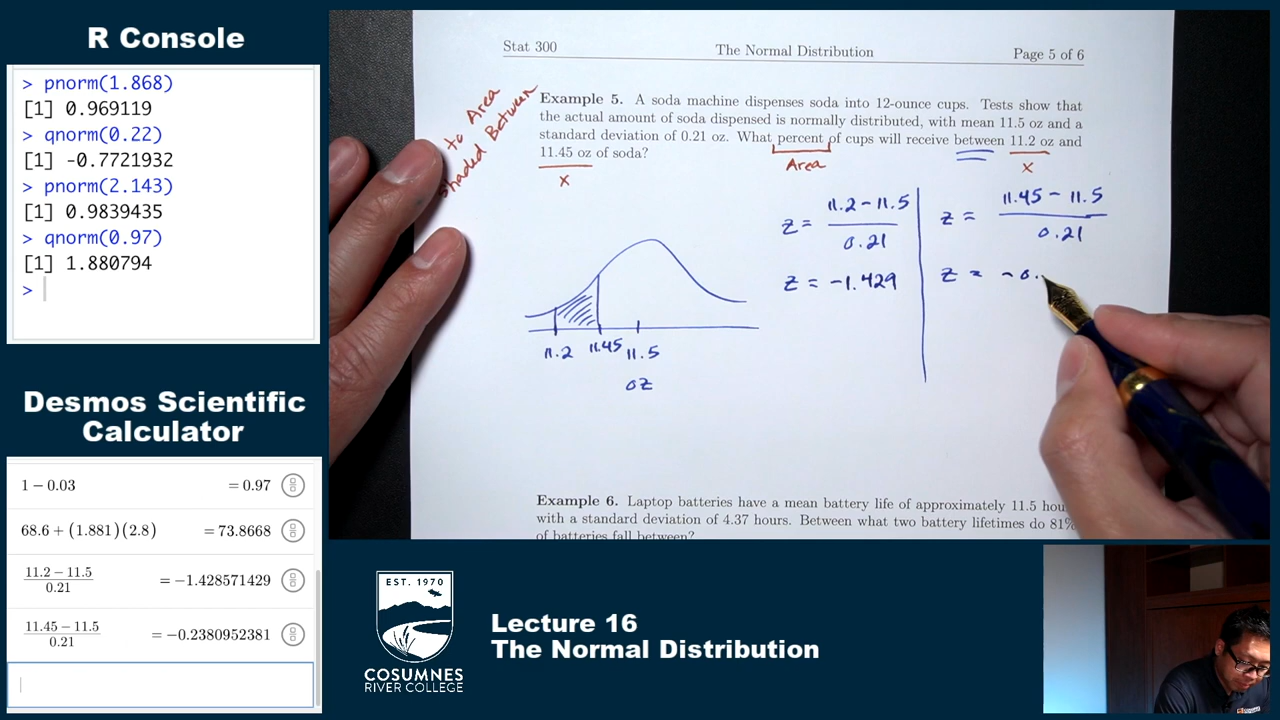 R Console
> pnorm(1.868)
[1] 0.969119
> qnorm(0.22)
[1] -0.7721932
> pnorm(2.143)
[1] 0.9839435
> qnorm(0.97)
[1] 1.880794
>
Desmos Scientific
Calculator
1 − 0.03 = 0.97
68.6 + (1.881)(2.8) = 73.8668
11.2 − 11.5
0.21
= −1.428571429
11.45 − 11.5
0.21
= −0.2380952381
Stat 300 The Normal Distribution Page 5 of 6
to Area
shaded Between
Example 5. A soda machine dispenses soda into 12-ounce cups. Tests show that
the actual amount of soda dispensed is normally distributed, with mean 11.5 oz and a
standard deviation of 0.21 oz. What percent of cups will receive between 11.2 oz and
11.45 oz of soda?
x
Area
x
11.2 11.45 11.5
oz
z = 11.2 − 11.5
0.21
z = −1.429
z = 11.45 − 11.5
0.21
z = −0.
Example 6. Laptop batteries have a mean battery life of approximately 11.5 hou
with a standard deviation of 4.37 hours. Between what two battery lifetimes do 81%
of batteries fall between?
EST. 1970
COSUMNES
RIVER COLLEGE
Lecture 16
The Normal Distribution